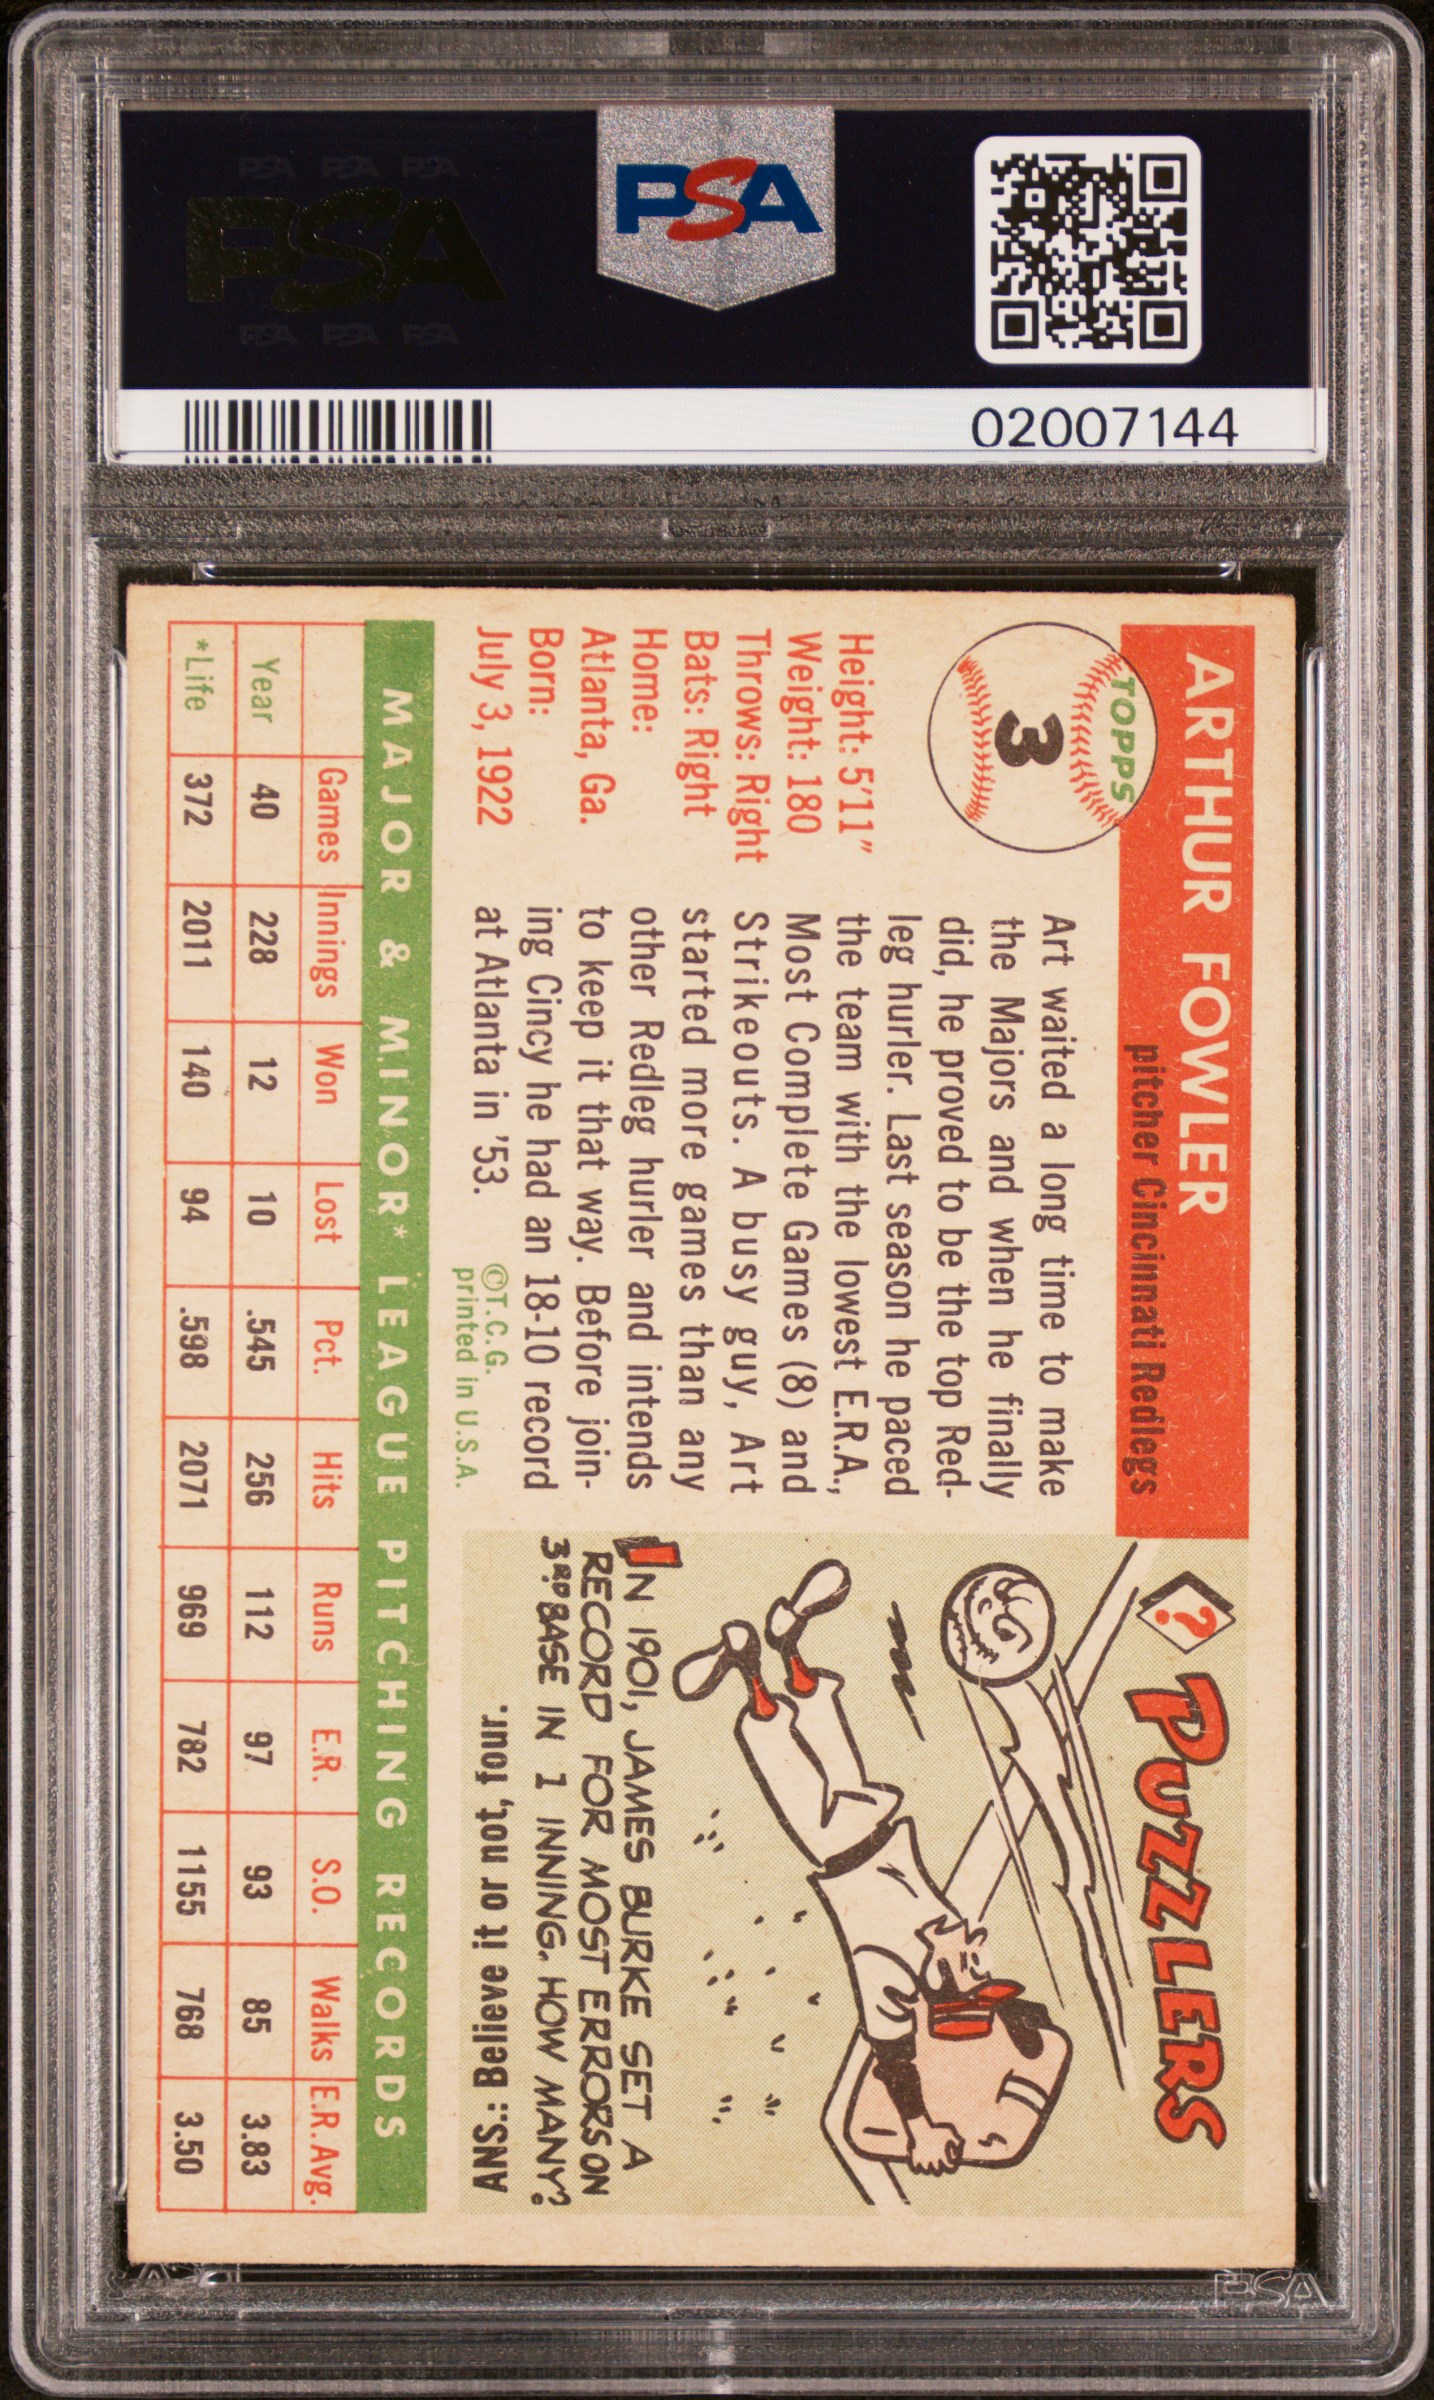 PSA PSA PSA
PSA
PSA PSA PSA
PSA
02007144
ARTHUR FOWLER
pitcher Cincinnati Redlegs
TOPPS
3
Height: 5'11"
Weight: 180
Throws: Right
Bats: Right
Home:
Atlanta, Ga.
Born:
July 3, 1922
Art waited a long time to make
the Majors and when he finally
did, he proved to be the top Red-
leg hurler. Last season he paced
the team with the lowest E.R.A.,
Most Complete Games (8) and
Strikeouts. A busy guy, Art
started more games than any
other Redleg hurler and intends
to keep it that way. Before join-
ing Cincy he had an 18-10 record
at Atlanta in '53.
©T.C.G.
printed in U.S.A.
? PUZZLERS
IN 1901, JAMES BURKE SET A
RECORD FOR MOST ERRORS ON
3RD BASE IN 1 INNING. HOW MANY?
ANS.: Believe it or not, four.
MAJOR & MINOR* LEAGUE PITCHING RECORDS
Games Innings Won Lost Pct. Hits Runs E.R. S.O. Walks E.R.Avg.
Year 40 228 12 10 .545 256 112 97 93 85 3.83
*Life 372 2011 140 94 .598 2071 969 782 1155 768 3.50
PSA